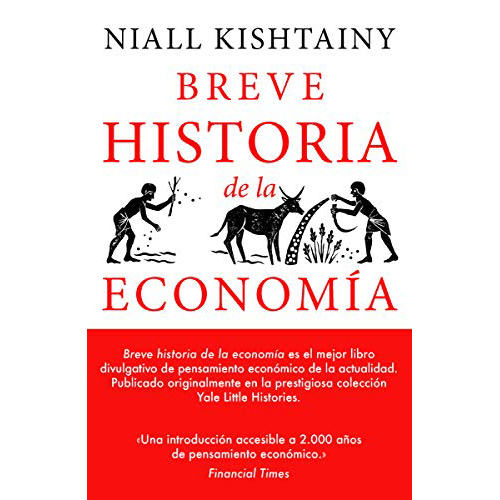 NIALL KISHTAINY
BREVE
HISTORIA
de la
ECONOMÍA
Breve historia de la economía es el mejor libro
divulgativo de pensamiento económico de la actualidad.
Publicado originalmente en la prestigiosa colección
Yale Little Histories.
«Una introducción accesible a 2.000 años
de pensamiento económico.»
Financial Times